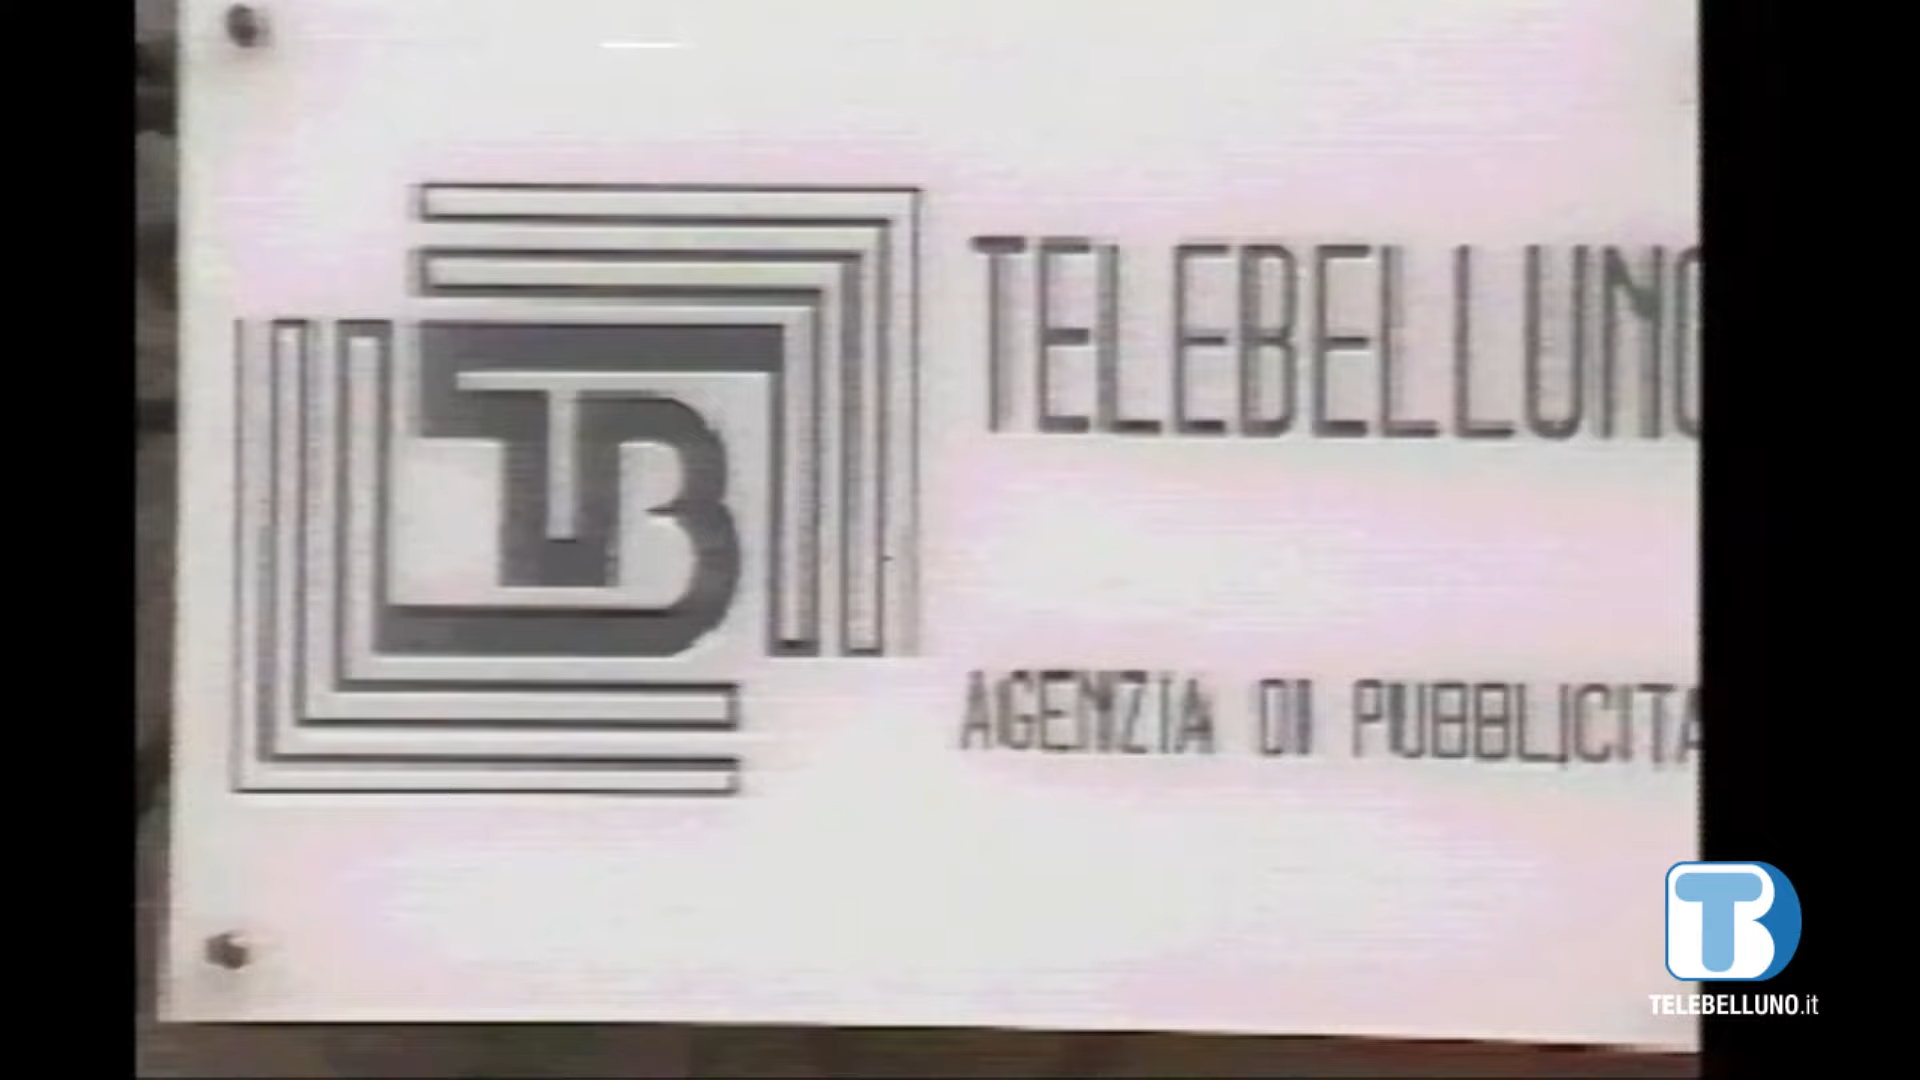 TB
TELEBELLUNO
AGENZIA DI PUBBLICITA
TB
TELEBELLUNO.it